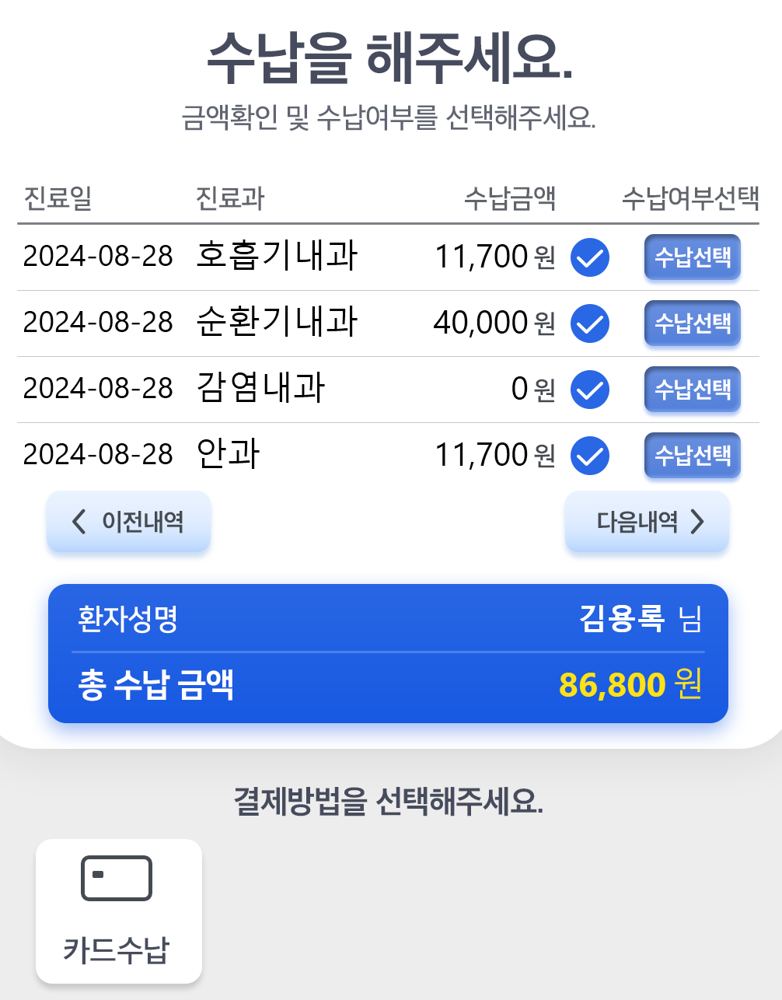 수납을 해주세요.
금액확인 및 수납여부를 선택해주세요.
진료일 진료과 수납금액 수납여부선택
2024-08-28 호흡기내과 11,700 원 수납선택
2024-08-28 순환기내과 40,000 원 수납선택
2024-08-28 감염내과 0 원 수납선택
2024-08-28 안과 11,700 원 수납선택
이전내역 다음내역
환자성명 김용록 님
총 수납 금액 86,800 원
결제방법을 선택해주세요.
카드수납